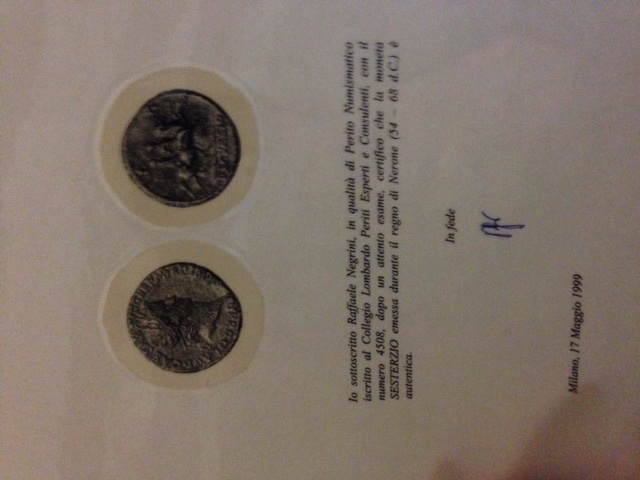 Io sottoscritto Raffaele Negrini, in qualità di Perito Numismatico
iscritto al Collegio Lombardo Periti Esperti e Consulenti, con il
numero 4508, dopo un attento esame, certifico che la moneta
SESTERZIO emessa durante il regno di Nerone (54 – 68 d.C.) è
autentica.
In fede
Milano, 17 Maggio 1999